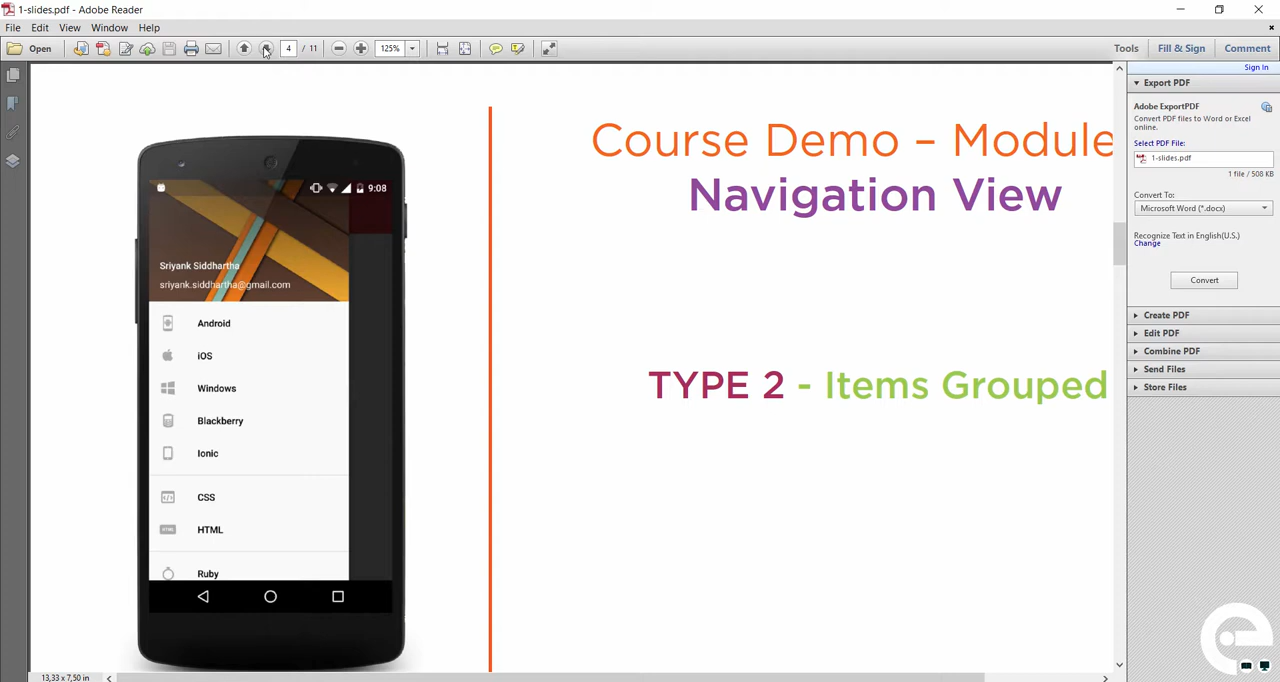 1-slides.pdf - Adobe Reader
File Edit View Window Help
Open 4 / 11 125% Tools Fill & Sign Comment
Sign In
Export PDF
Adobe ExportPDF
Convert PDF files to Word or Excel
online.
Select PDF File:
1-slides.pdf
1 file / 508 KB
Convert To:
Microsoft Word (*.docx)
Recognize Text in English(U.S.)
Change
Convert
Create PDF
Edit PDF
Combine PDF
Send Files
Store Files
Course Demo – Module
Navigation View
TYPE 2 - Items Grouped
9:08
Sriyank Siddhartha
sriyank.siddhartha@gmail.com
Android
iOS
Windows
Blackberry
Ionic
CSS
HTML
Ruby
13,33 x 7,50 in